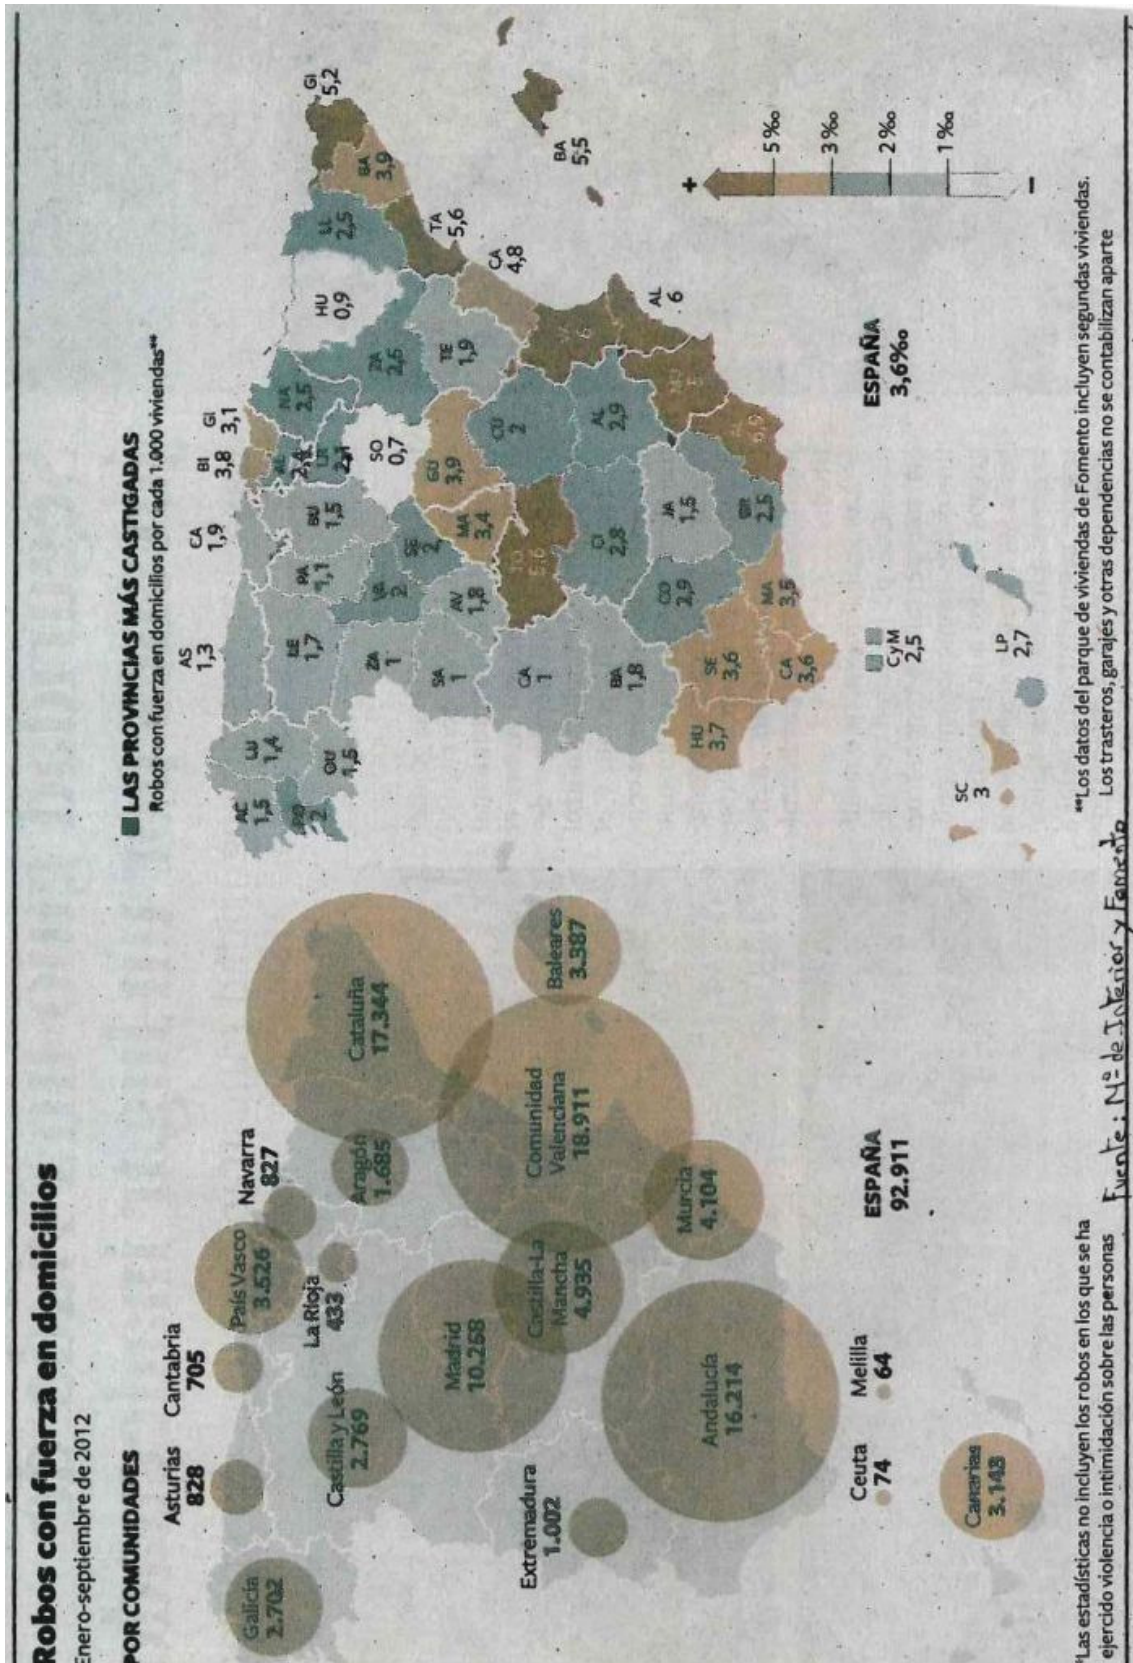 Robos con fuerza en domicilios
Enero-septiembre de 2012
POR COMUNIDADES
Galicia
2.702
Asturias
828
Cantabria
705
País Vasco
3.526
Navarra
827
La Rioja
433
Castilla y León
2.769
Aragón
1.685
Cataluña
17.344
Madrid
10.258
Castilla-La
Mancha
4.935
Comunidad
Valenciana
18.911
Baleares
3.387
Extremadura
1.002
Murcia
4.104
Andalucía
16.214
Ceuta
74
Melilla
64
Canarias
3.143
ESPAÑA
92.911
*Las estadísticas no incluyen los robos en los que se ha
ejercido violencia o intimidación sobre las personas
LAS PROVINCIAS MÁS CASTIGADAS
Robos con fuerza en domicilios por cada 1.000 viviendas**
AC
1,5
LU
1,4
PO
2
OU
1,5
AS
1,3
CA
1,9
BI
3,8
GI
3,1
LE
1,7
PA
1,1
BU
1,5
AL
2,4
LR
2,1
NA
2,5
HU
0,9
LL
2,5
GI
5,2
BA
3,9
ZA
1
VA
2
SO
0,7
ZA
2,6
TA
5,6
SA
1
AV
1,8
SE
2
GU
3,9
TE
1,9
CA
4,8
MA
3,4
CA
1
TO
5,6
CU
2
6
BA
5,5
BA
1,8
CI
2,8
AL
2,9
AL
6
HU
3,7
SE
3,6
CO
2,9
JA
1,5
MU
5
CA
3,6
MA
3,5
GR
2,5
6,9
SC
3
LP
2,7
CyM
2,5
ESPAÑA
3,6‰
+
5‰
3‰
2‰
1‰
−
**Los datos del parque de viviendas de Fomento incluyen segundas viviendas.
Los trasteros, garajes y otras dependencias no se contabilizan aparte
Fuente: Mº de Interior y Fomento